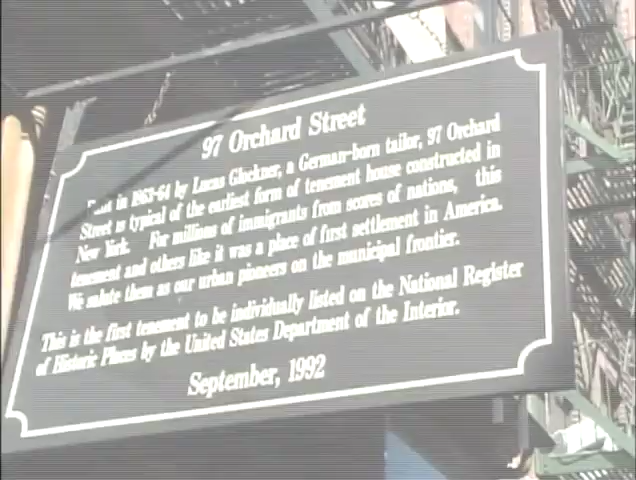 97 Orchard Street
Built in 1863-64 by Lucas Glockner, a German-born tailor, 97 Orchard
Street is typical of the earliest form of tenement house constructed in
New York. For millions of immigrants from scores of nations, this
tenement and others like it was a place of first settlement in America.
We salute them as our urban pioneers on the municipal frontier.
This is the first tenement to be individually listed on the National Register
of Historic Places by the United States Department of the Interior.
September, 1992